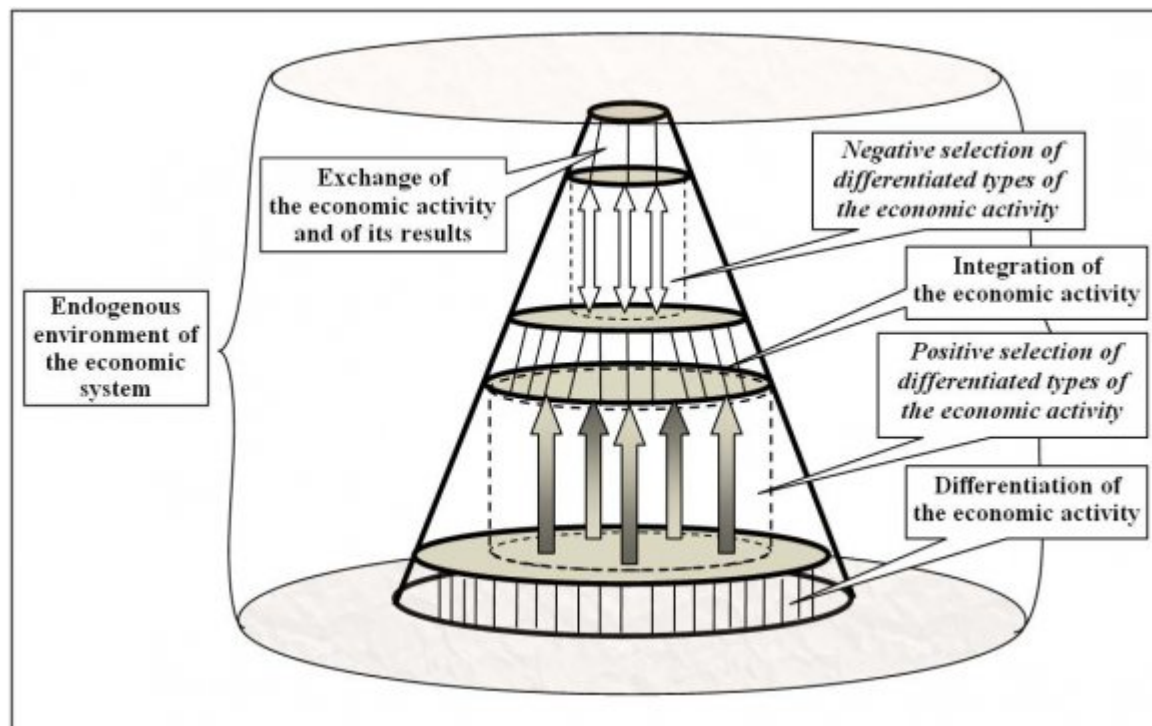 Endogenous
environment of
the economic
system
Exchange of
the economic activity
and of its results
Negative selection of
differentiated types of
the economic activity
Integration of
the economic activity
Positive selection of
differentiated types of
the economic activity
Differentiation of
the economic activity